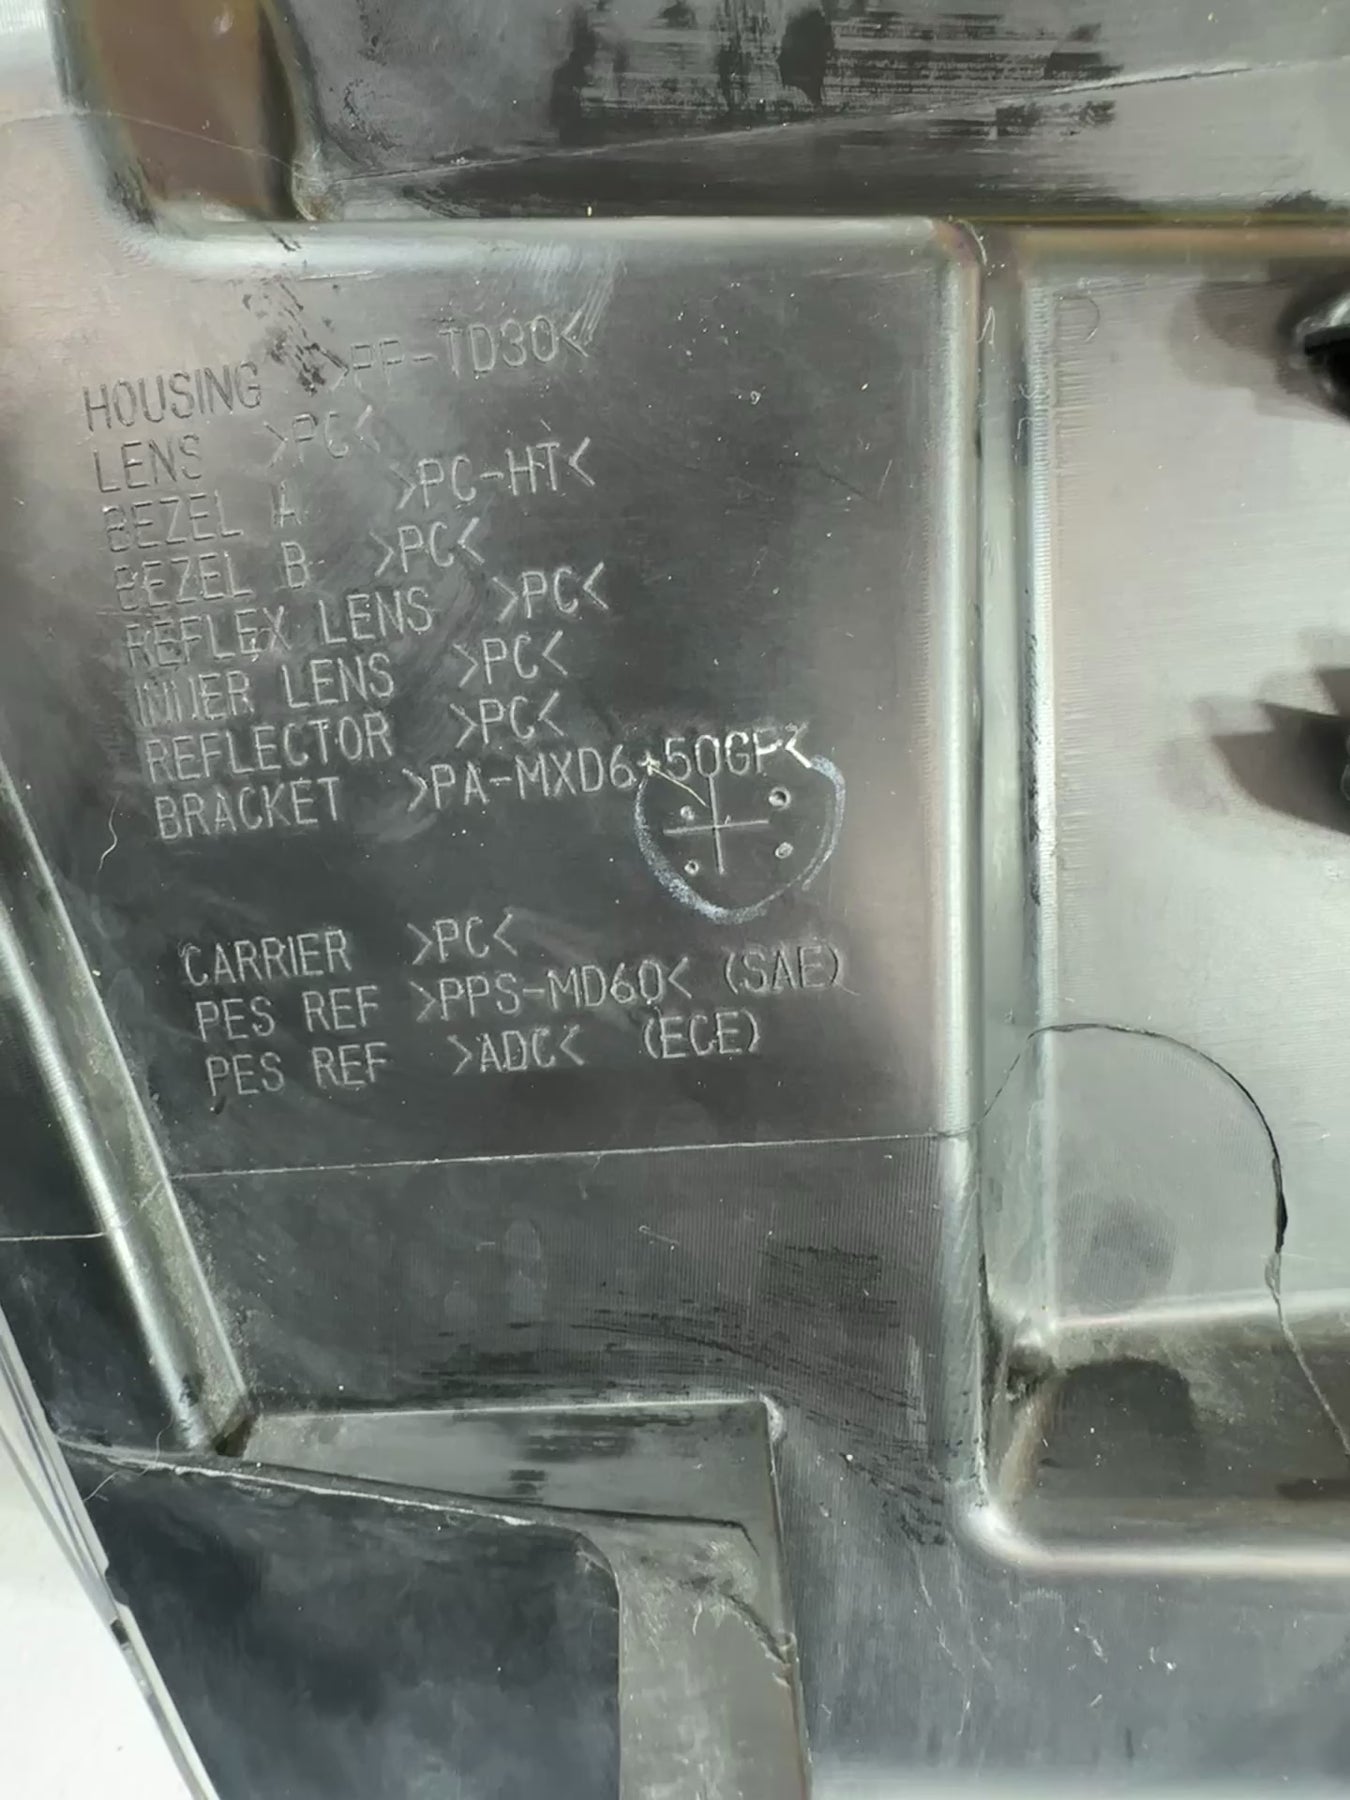 HOUSING >PP-TD30<
LENS >PC<
BEZEL A >PC-HT<
BEZEL B >PC<
REFLEX LENS >PC<
INNER LENS >PC<
REFLECTOR >PC<
BRACKET >PA-MXD6+50GF<
CARRIER >PC<
PES REF >PPS-MD60< (SAE)
PES REF >ADC< (ECE)